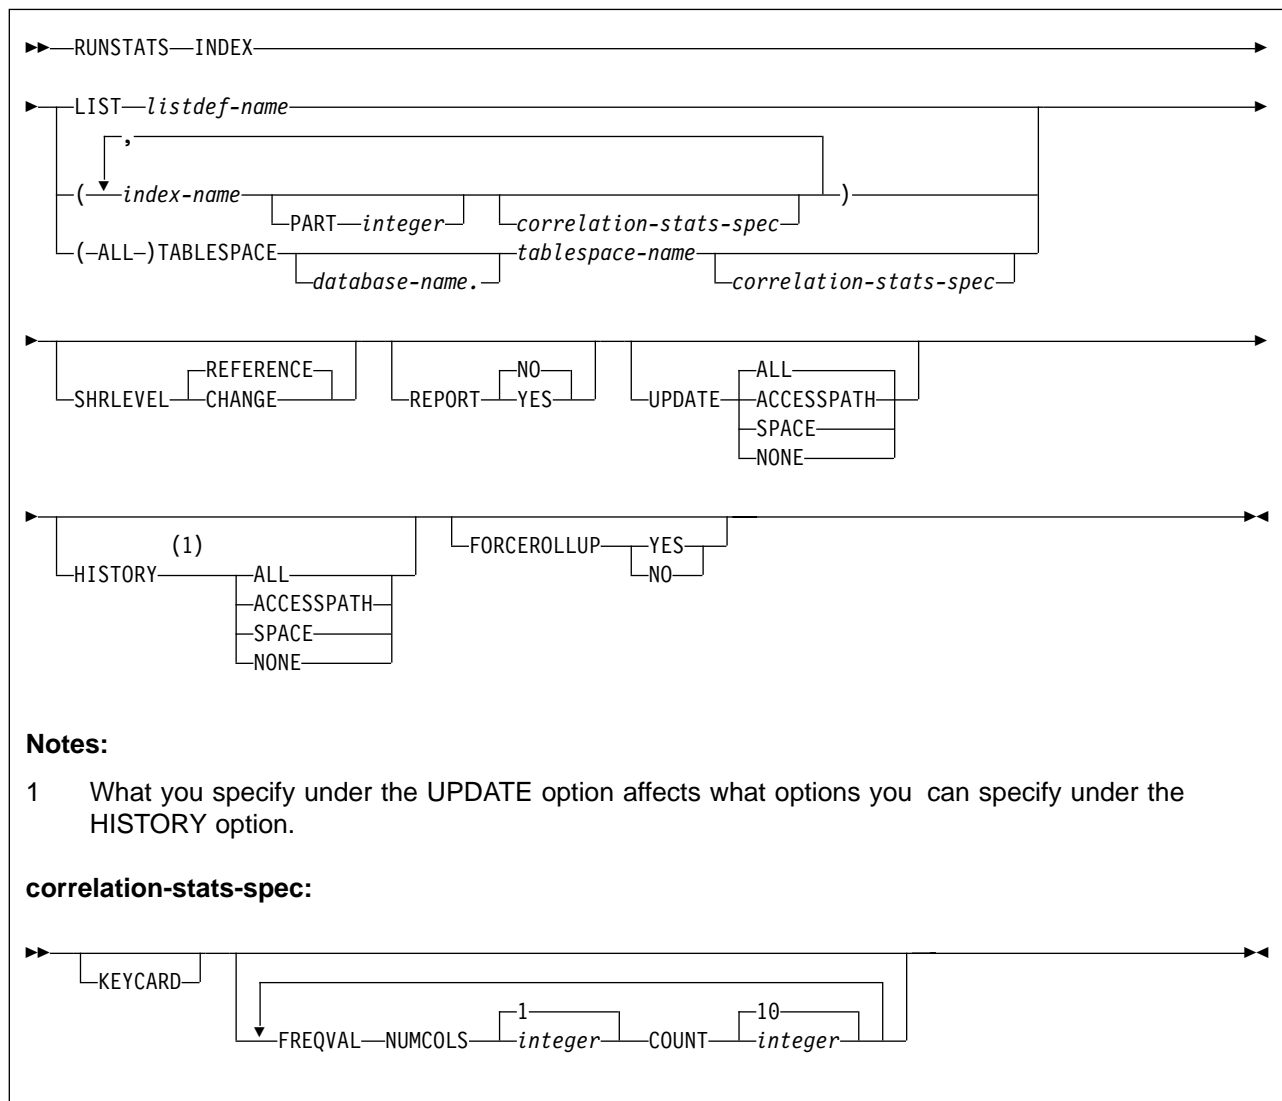 RUNSTATS INDEX
LIST listdef-name
,
( index-name PART integer correlation-stats-spec )
(ALL)TABLESPACE database-name. tablespace-name correlation-stats-spec
SHRLEVEL REFERENCE CHANGE REPORT NO YES UPDATE ALL ACCESSPATH SPACE NONE
(1)
HISTORY ALL ACCESSPATH SPACE NONE FORCEROLLUP YES NO
Notes:
1 What you specify under the UPDATE option affects what options you can specify under the
HISTORY option.
correlation-stats-spec:
KEYCARD
FREQVAL NUMCOLS 1 integer COUNT 10 integer